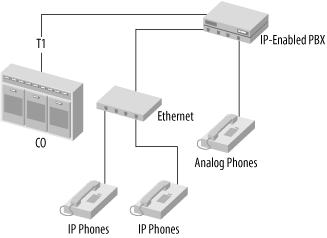 T1
IP-Enabled PBX
Ethernet
CO
Analog Phones
IP Phones
IP Phones